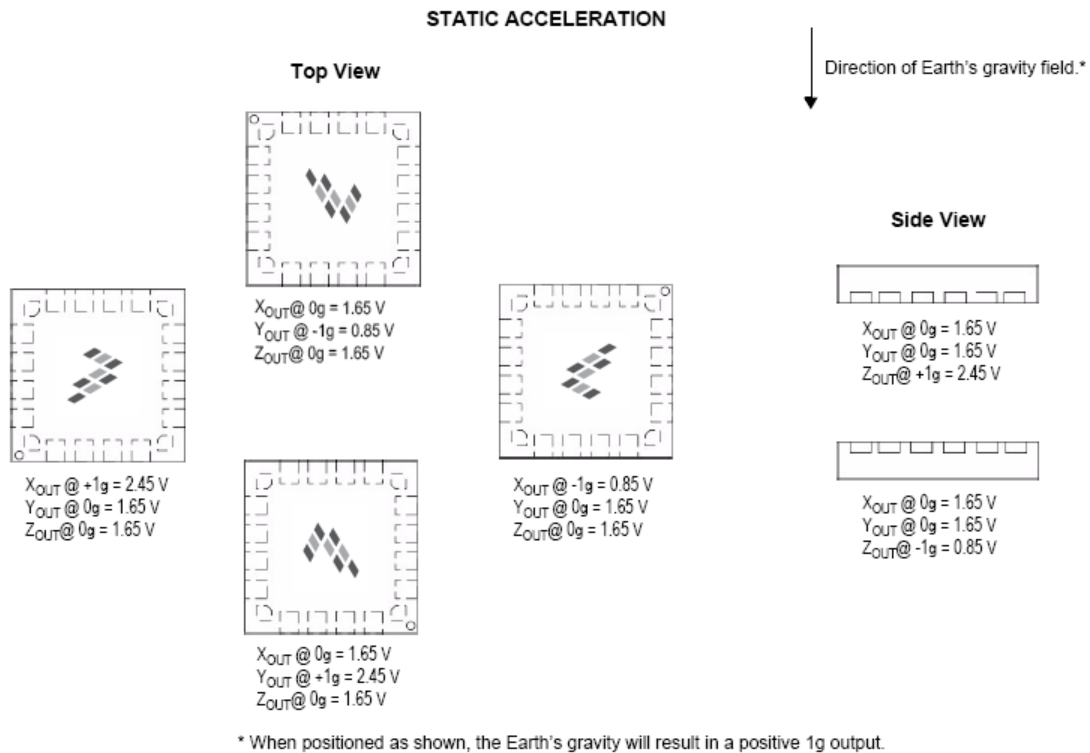 STATIC ACCELERATION
Direction of Earth's gravity field.*
Top View
Side View
XOUT@ 0g = 1.65 V
YOUT @ -1g = 0.85 V
ZOUT@ 0g = 1.65 V
XOUT @ 0g = 1.65 V
YOUT @ 0g = 1.65 V
ZOUT@ +1g = 2.45 V
XOUT @ +1g = 2.45 V
YOUT @ 0g = 1.65 V
ZOUT@ 0g = 1.65 V
XOUT @ -1g = 0.85 V
YOUT @ 0g = 1.65 V
ZOUT@ 0g = 1.65 V
XOUT @ 0g = 1.65 V
YOUT @ 0g = 1.65 V
ZOUT@ -1g = 0.85 V
XOUT @ 0g = 1.65 V
YOUT @ +1g = 2.45 V
ZOUT@ 0g = 1.65 V
* When positioned as shown, the Earth's gravity will result in a positive 1g output.